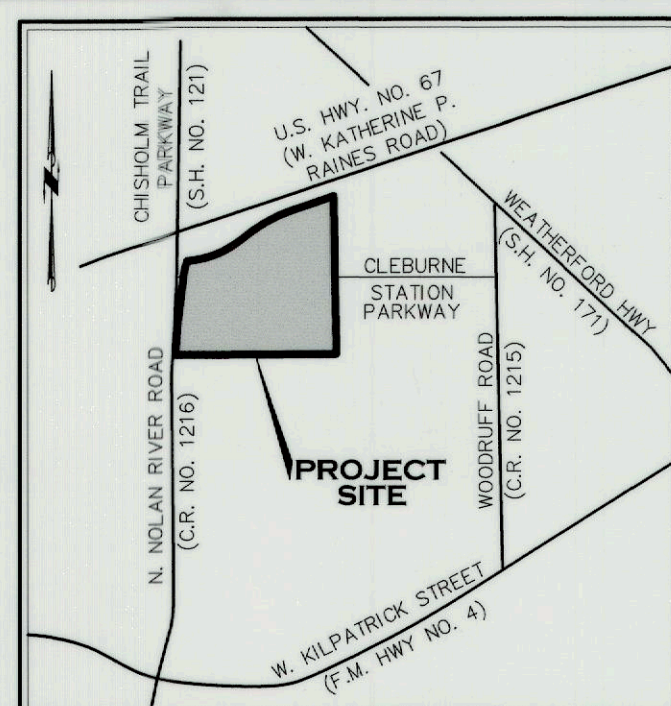 CHISHOLM TRAIL
PARKWAY
(S.H. NO. 121)
U.S. HWY. NO. 67
(W. KATHERINE P.
RAINES ROAD)
WEATHERFORD HWY
(S.H. NO. 171)
CLEBURNE
STATION
PARKWAY
N. NOLAN RIVER ROAD
(C.R. NO. 1216)
WOODRUFF ROAD
(C.R. NO. 1215)
PROJECT
SITE
W. KILPATRICK STREET
(F.M. HWY NO. 4)